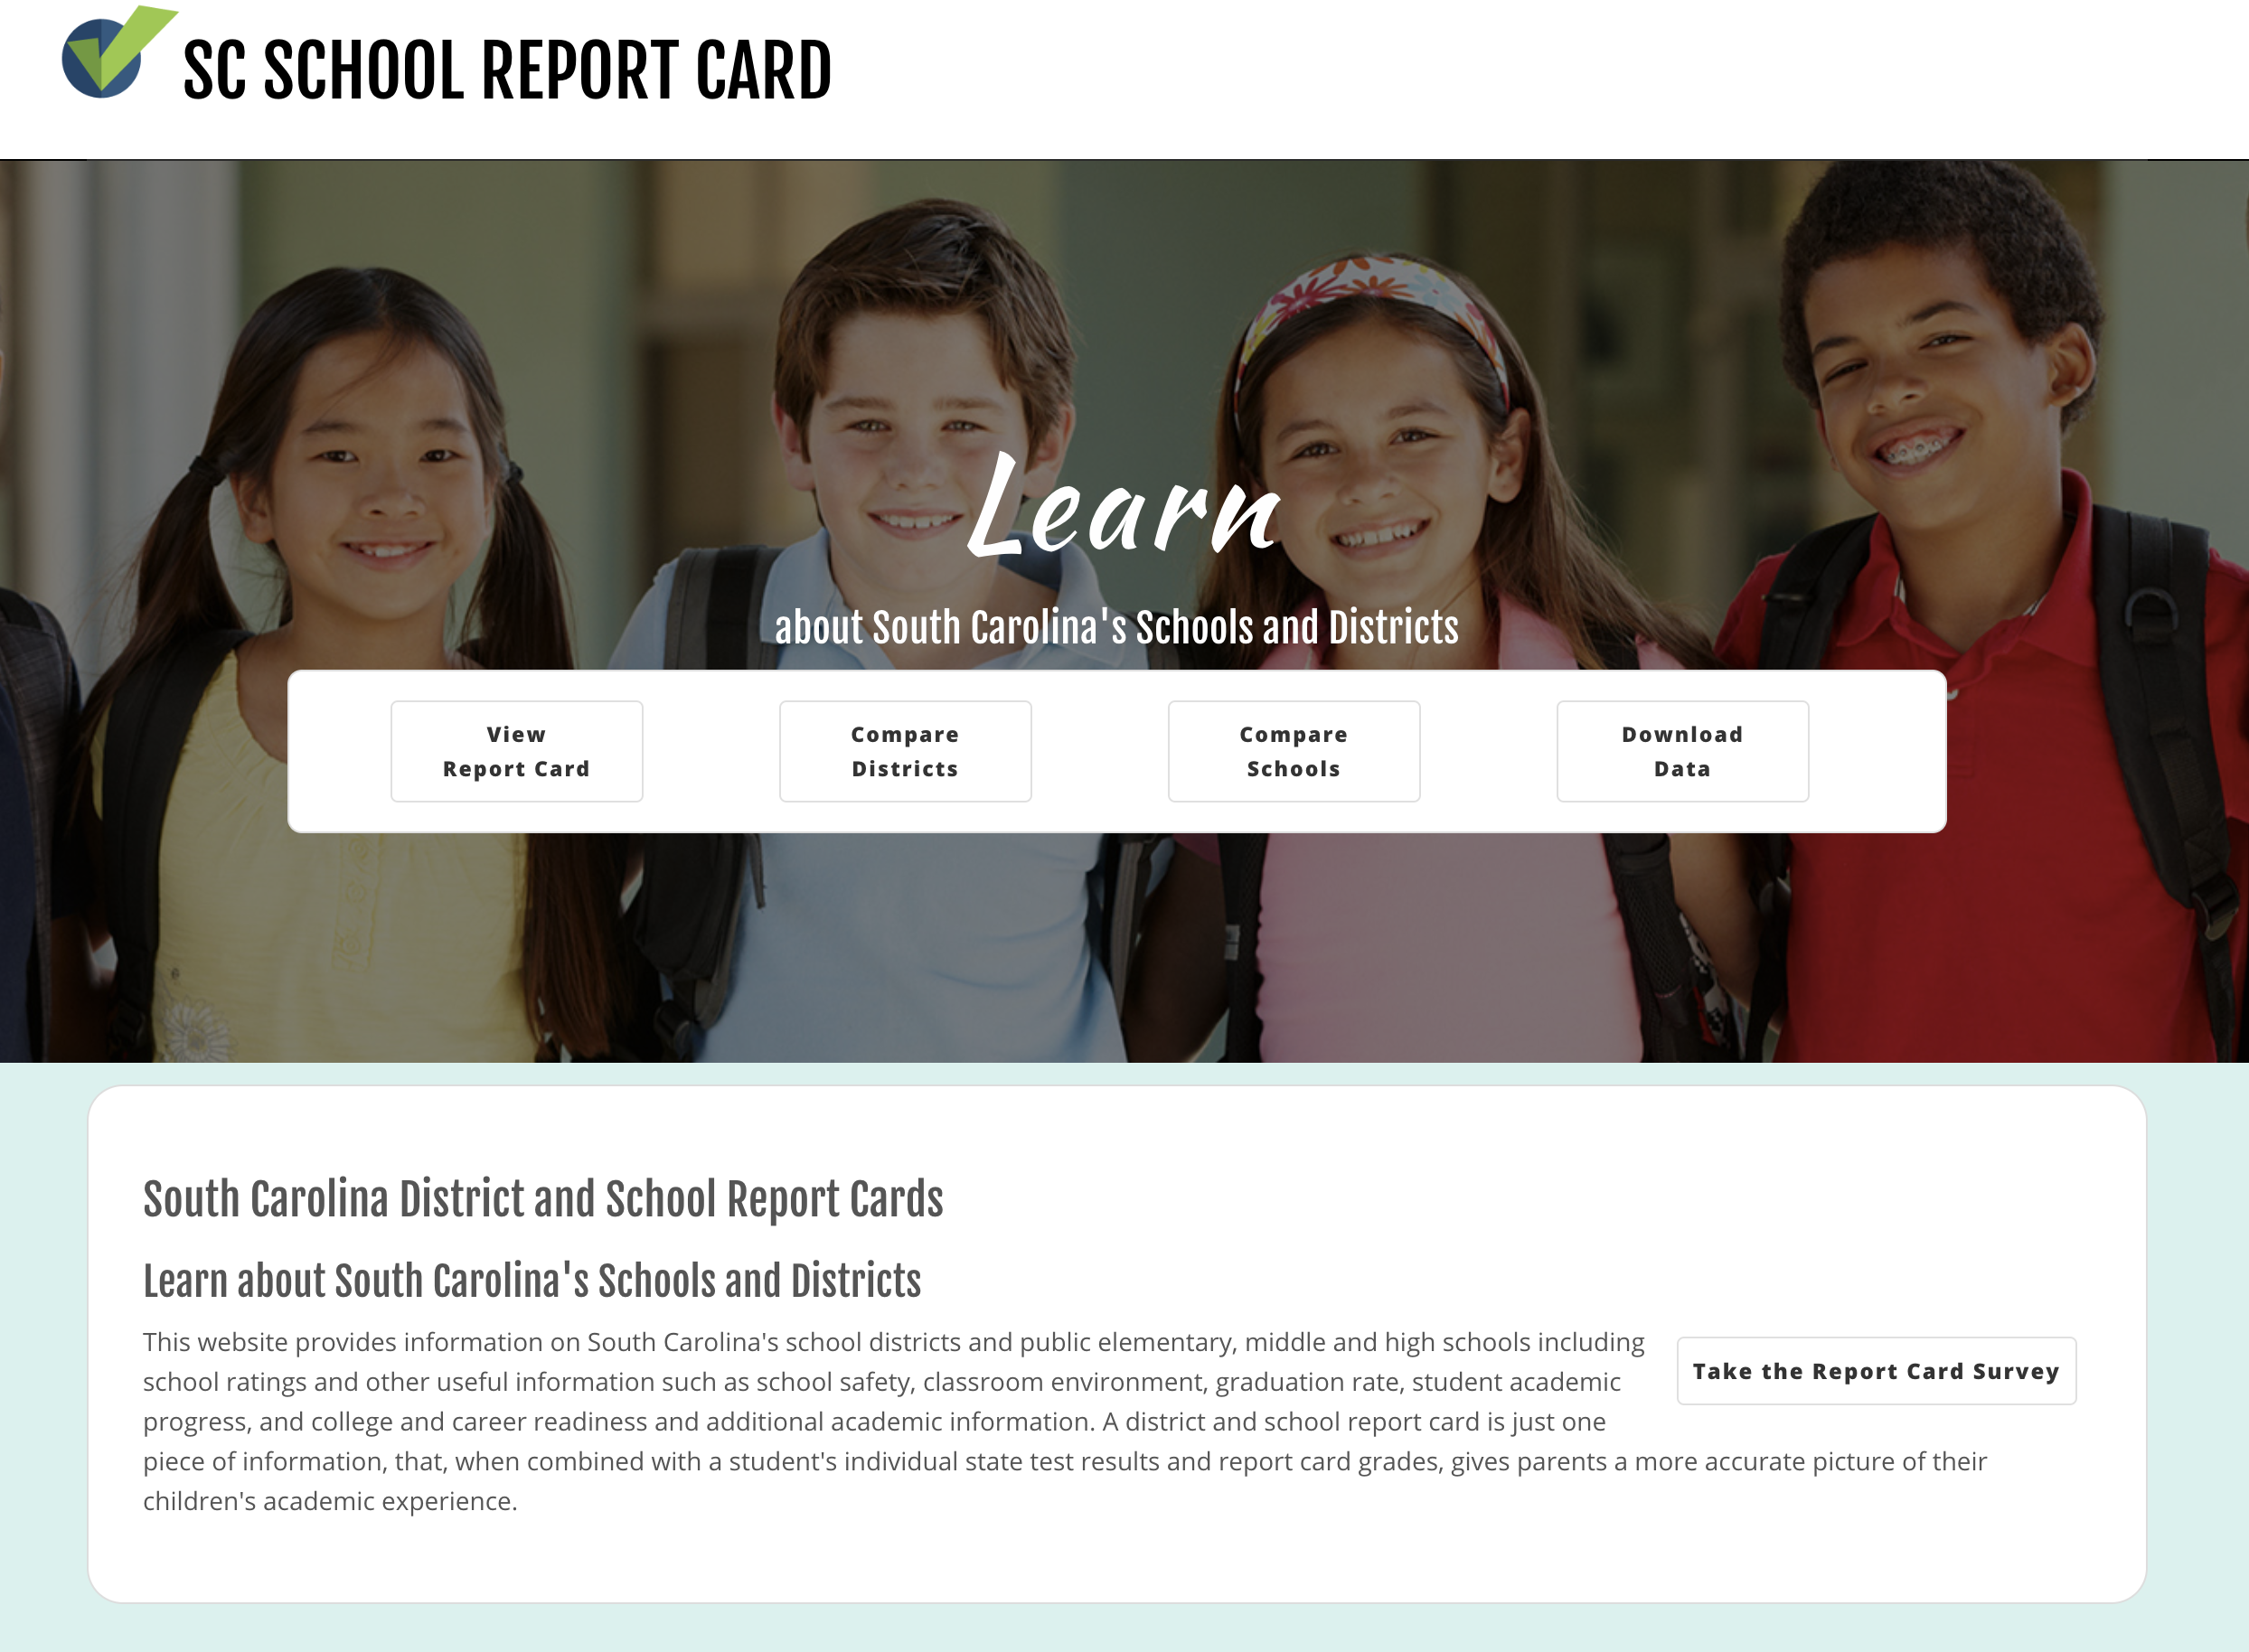 SC SCHOOL REPORT CARD
Learn
about South Carolina's Schools and Districts
View
Report Card
Compare
Districts
Compare
Schools
Download
Data
South Carolina District and School Report Cards
Learn about South Carolina's Schools and Districts
This website provides information on South Carolina's school districts and public elementary, middle and high schools including
school ratings and other useful information such as school safety, classroom environment, graduation rate, student academic
progress, and college and career readiness and additional academic information. A district and school report card is just one
piece of information, that, when combined with a student's individual state test results and report card grades, gives parents a more accurate picture of their
children's academic experience.
Take the Report Card Survey